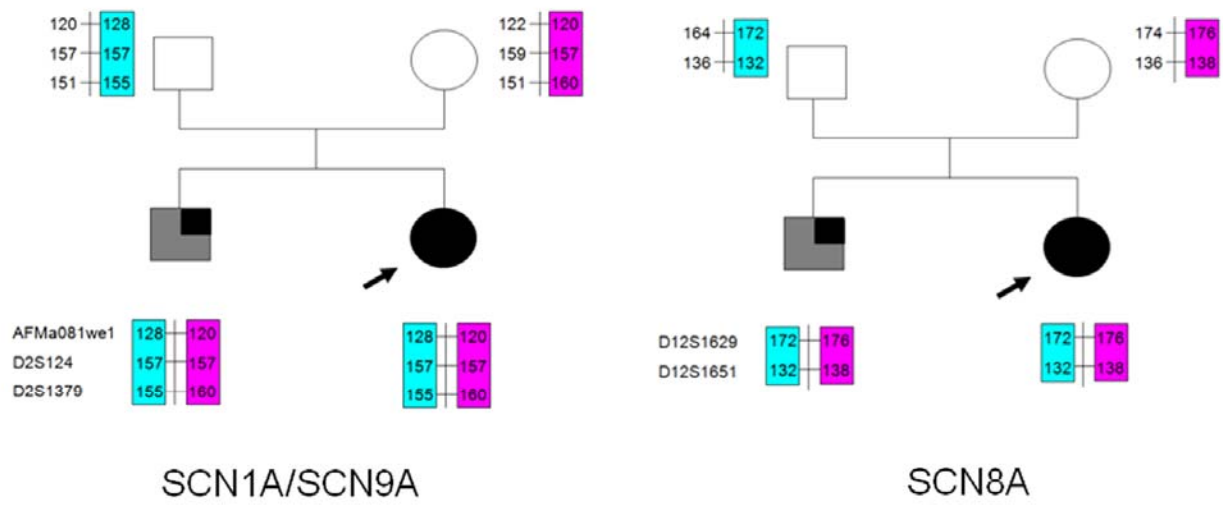 120 128
157 157
151 155
122 120
159 157
151 160
AFMa081we1 128 120 128 120
D2S124 157 157 157 157
D2S1379 155 160 155 160
SCN1A/SCN9A
164 172
136 132
174 176
136 138
D12S1629 172 176 172 176
D12S1651 132 138 132 138
SCN8A